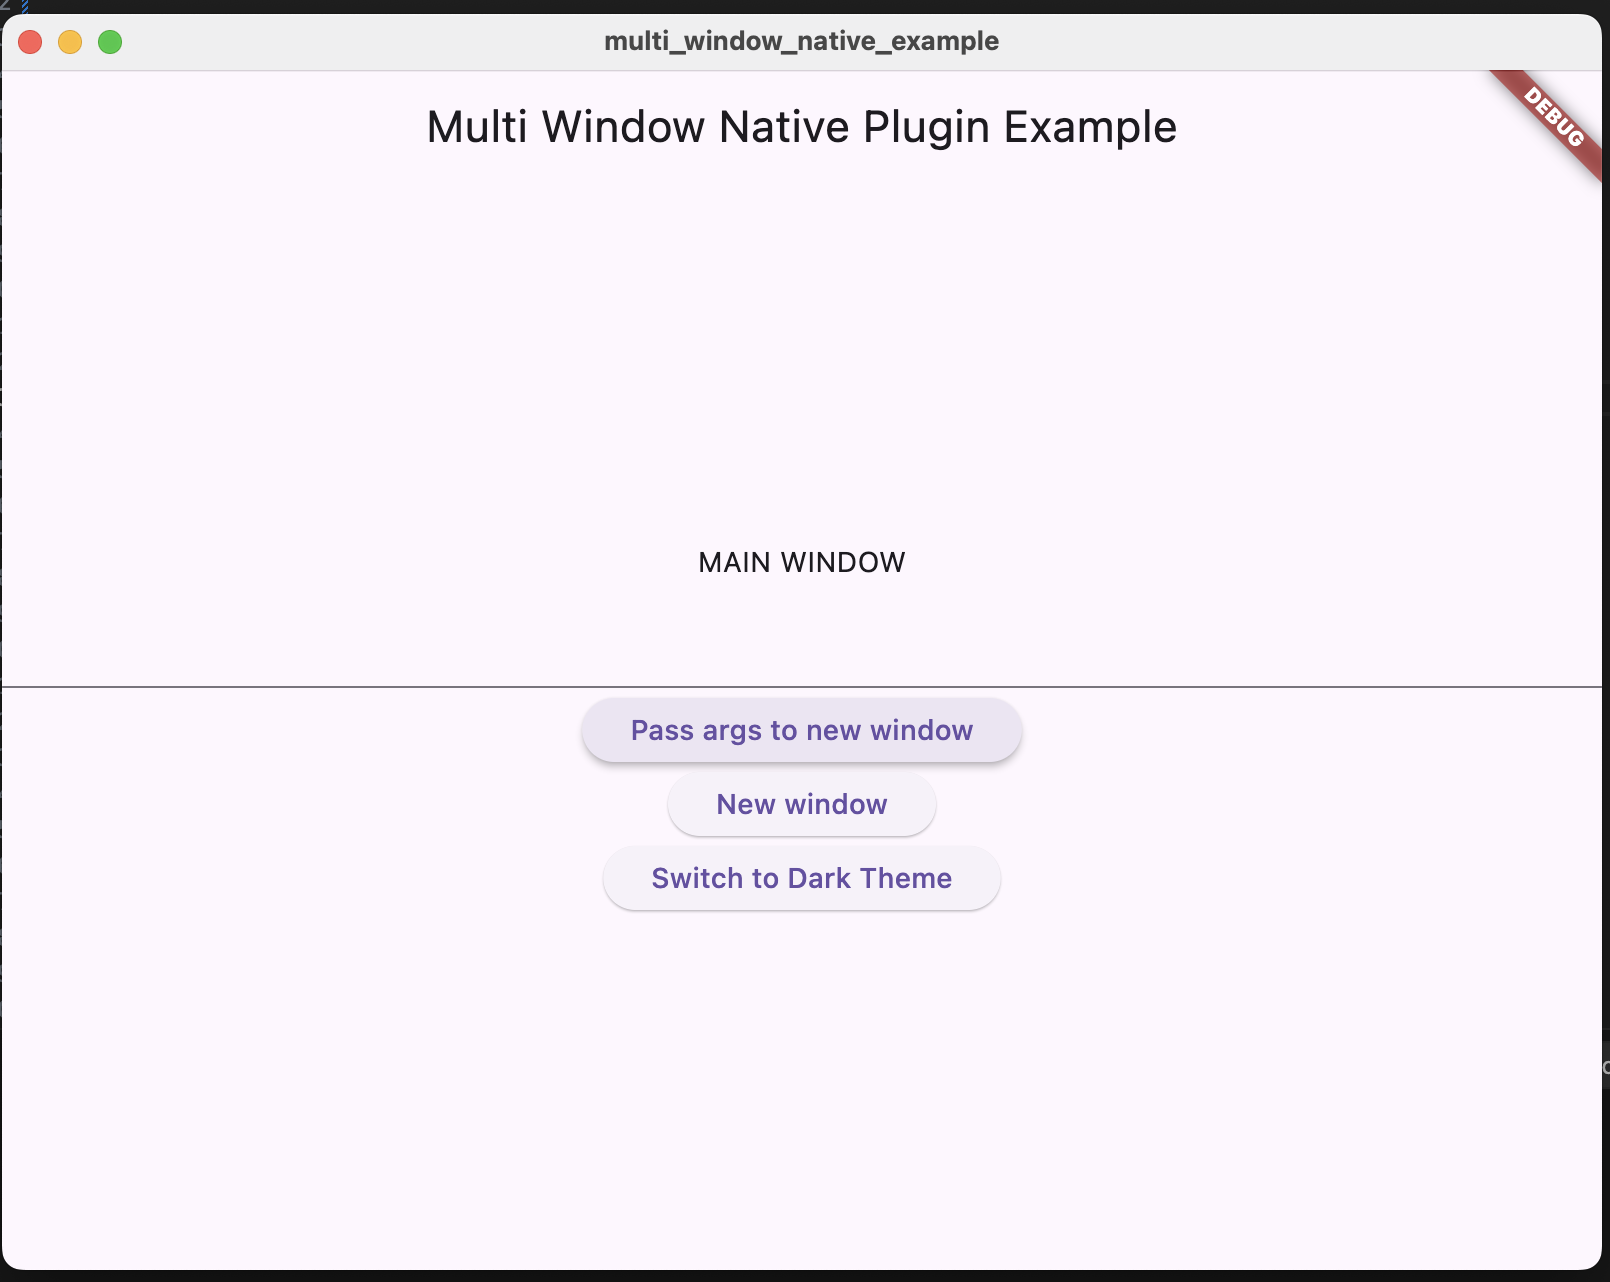 multi_window_native_example
DEBUG
Multi Window Native Plugin Example
MAIN WINDOW
Pass args to new window
New window
Switch to Dark Theme